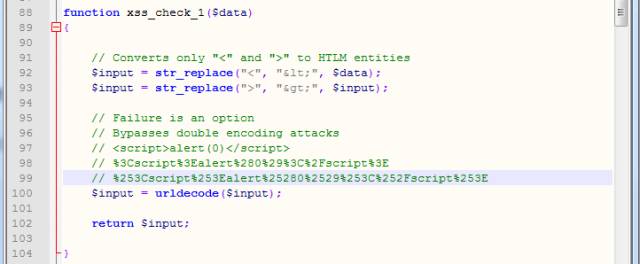 88 function xss_check_1($data)
89 {
90
91 // Converts only "<" and ">" to HTLM entities
92 $input = str_replace("<", "&lt;", $data);
93 $input = str_replace(">", "&gt;", $input);
94
95 // Failure is an option
96 // Bypasses double encoding attacks
97 // <script>alert(0)</script>
98 // %3Cscript%3Ealert%280%29%3C%2Fscript%3E
99 // %253Cscript%253Ealert%25280%2529%253C%252Fscript%253E
100 $input = urldecode($input);
101
102 return $input;
103
104 }